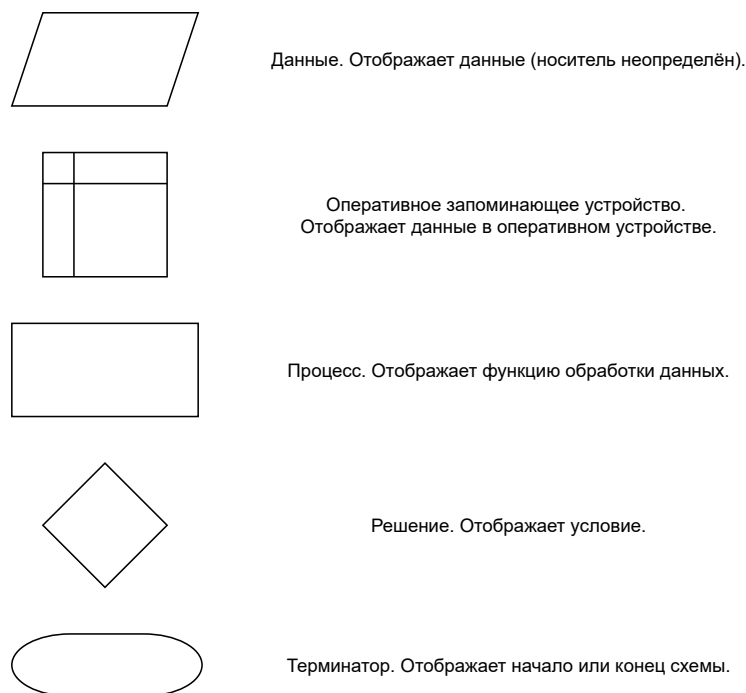 Данные. Отображает данные (носитель неопределён).
Оперативное запоминающее устройство.
Отображает данные в оперативном устройстве.
Процесс. Отображает функцию обработки данных.
Решение. Отображает условие.
Терминатор. Отображает начало или конец схемы.